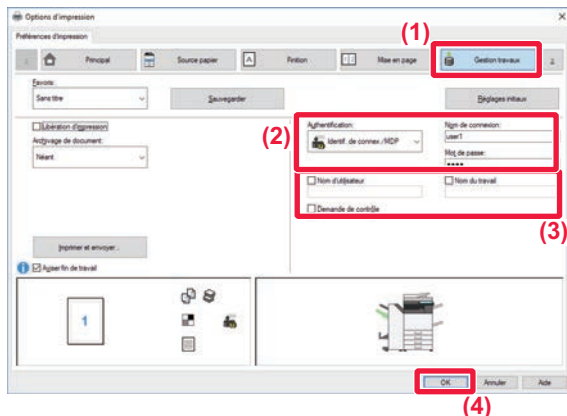 Options d'impression
Préférences d'impression
(1)
Principal
Source papier
A
Finition
Mise en page
Gestion travaux
Favoris:
Sans titre
Sauvegarder
Réglages initiaux
Libération d'impression
Archivage de document:
Néant
(2)
Authentification:
Identif. de connex./MDP
Nom de connexion:
user1
Mot de passe:
••••
Nom d'utilisateur
Nom du travail
Demande de contrôle
(3)
Imprimer et envoyer...
Aviser fin de travail
1
OK
Annuler
Aide
(4)